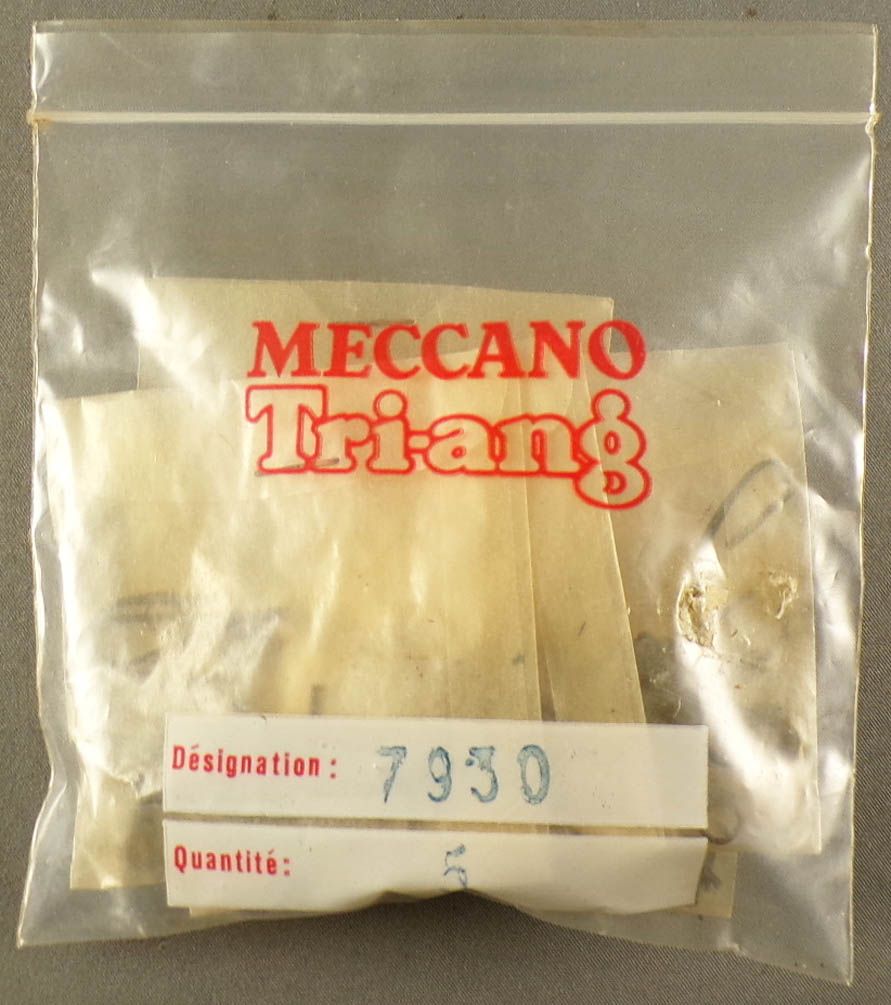 MECCANO
Tri-ang
Désignation: 7930
Quantité: 5